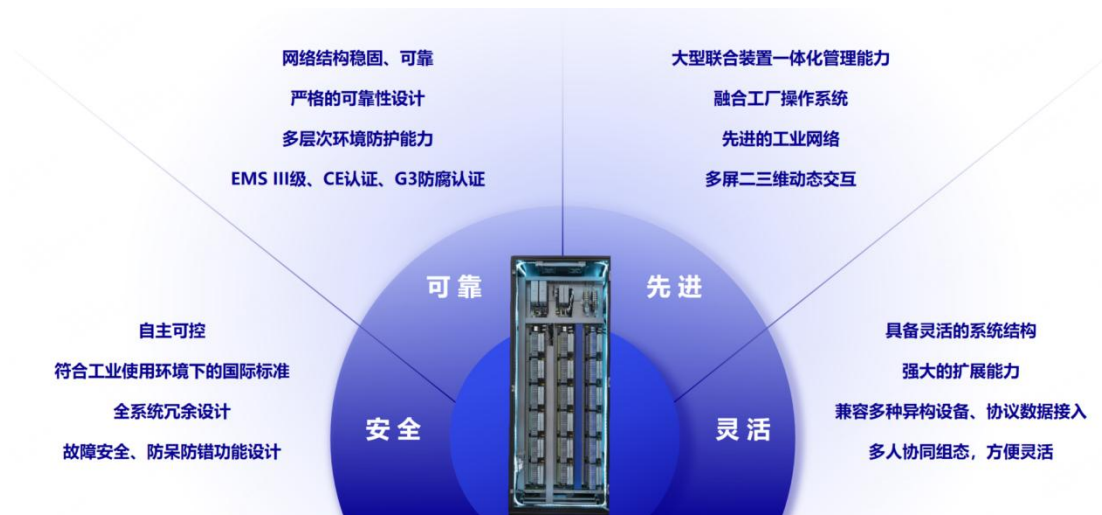 网络结构稳固、可靠
严格的可靠性设计
多层次环境防护能力
EMS III级、CE认证、G3防腐认证
大型联合装置一体化管理能力
融合工厂操作系统
先进的工业网络
多屏二三维动态交互
可靠
先进
自主可控
符合工业使用环境下的国际标准
全系统冗余设计
故障安全、防呆防错功能设计
安全
灵活
具备灵活的系统结构
强大的扩展能力
兼容多种异构设备、协议数据接入
多人协同组态，方便灵活